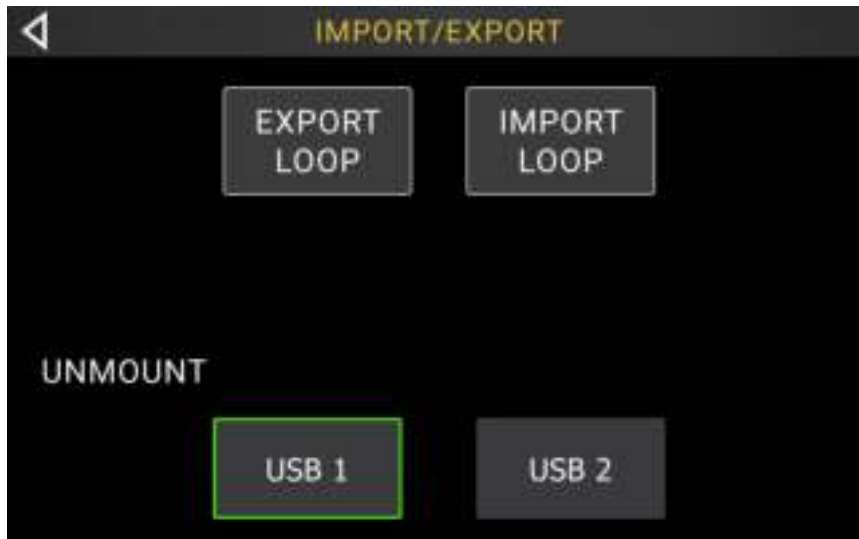 IMPORT/EXPORT
EXPORT
LOOP
IMPORT
LOOP
UNMOUNT
USB 1
USB 2